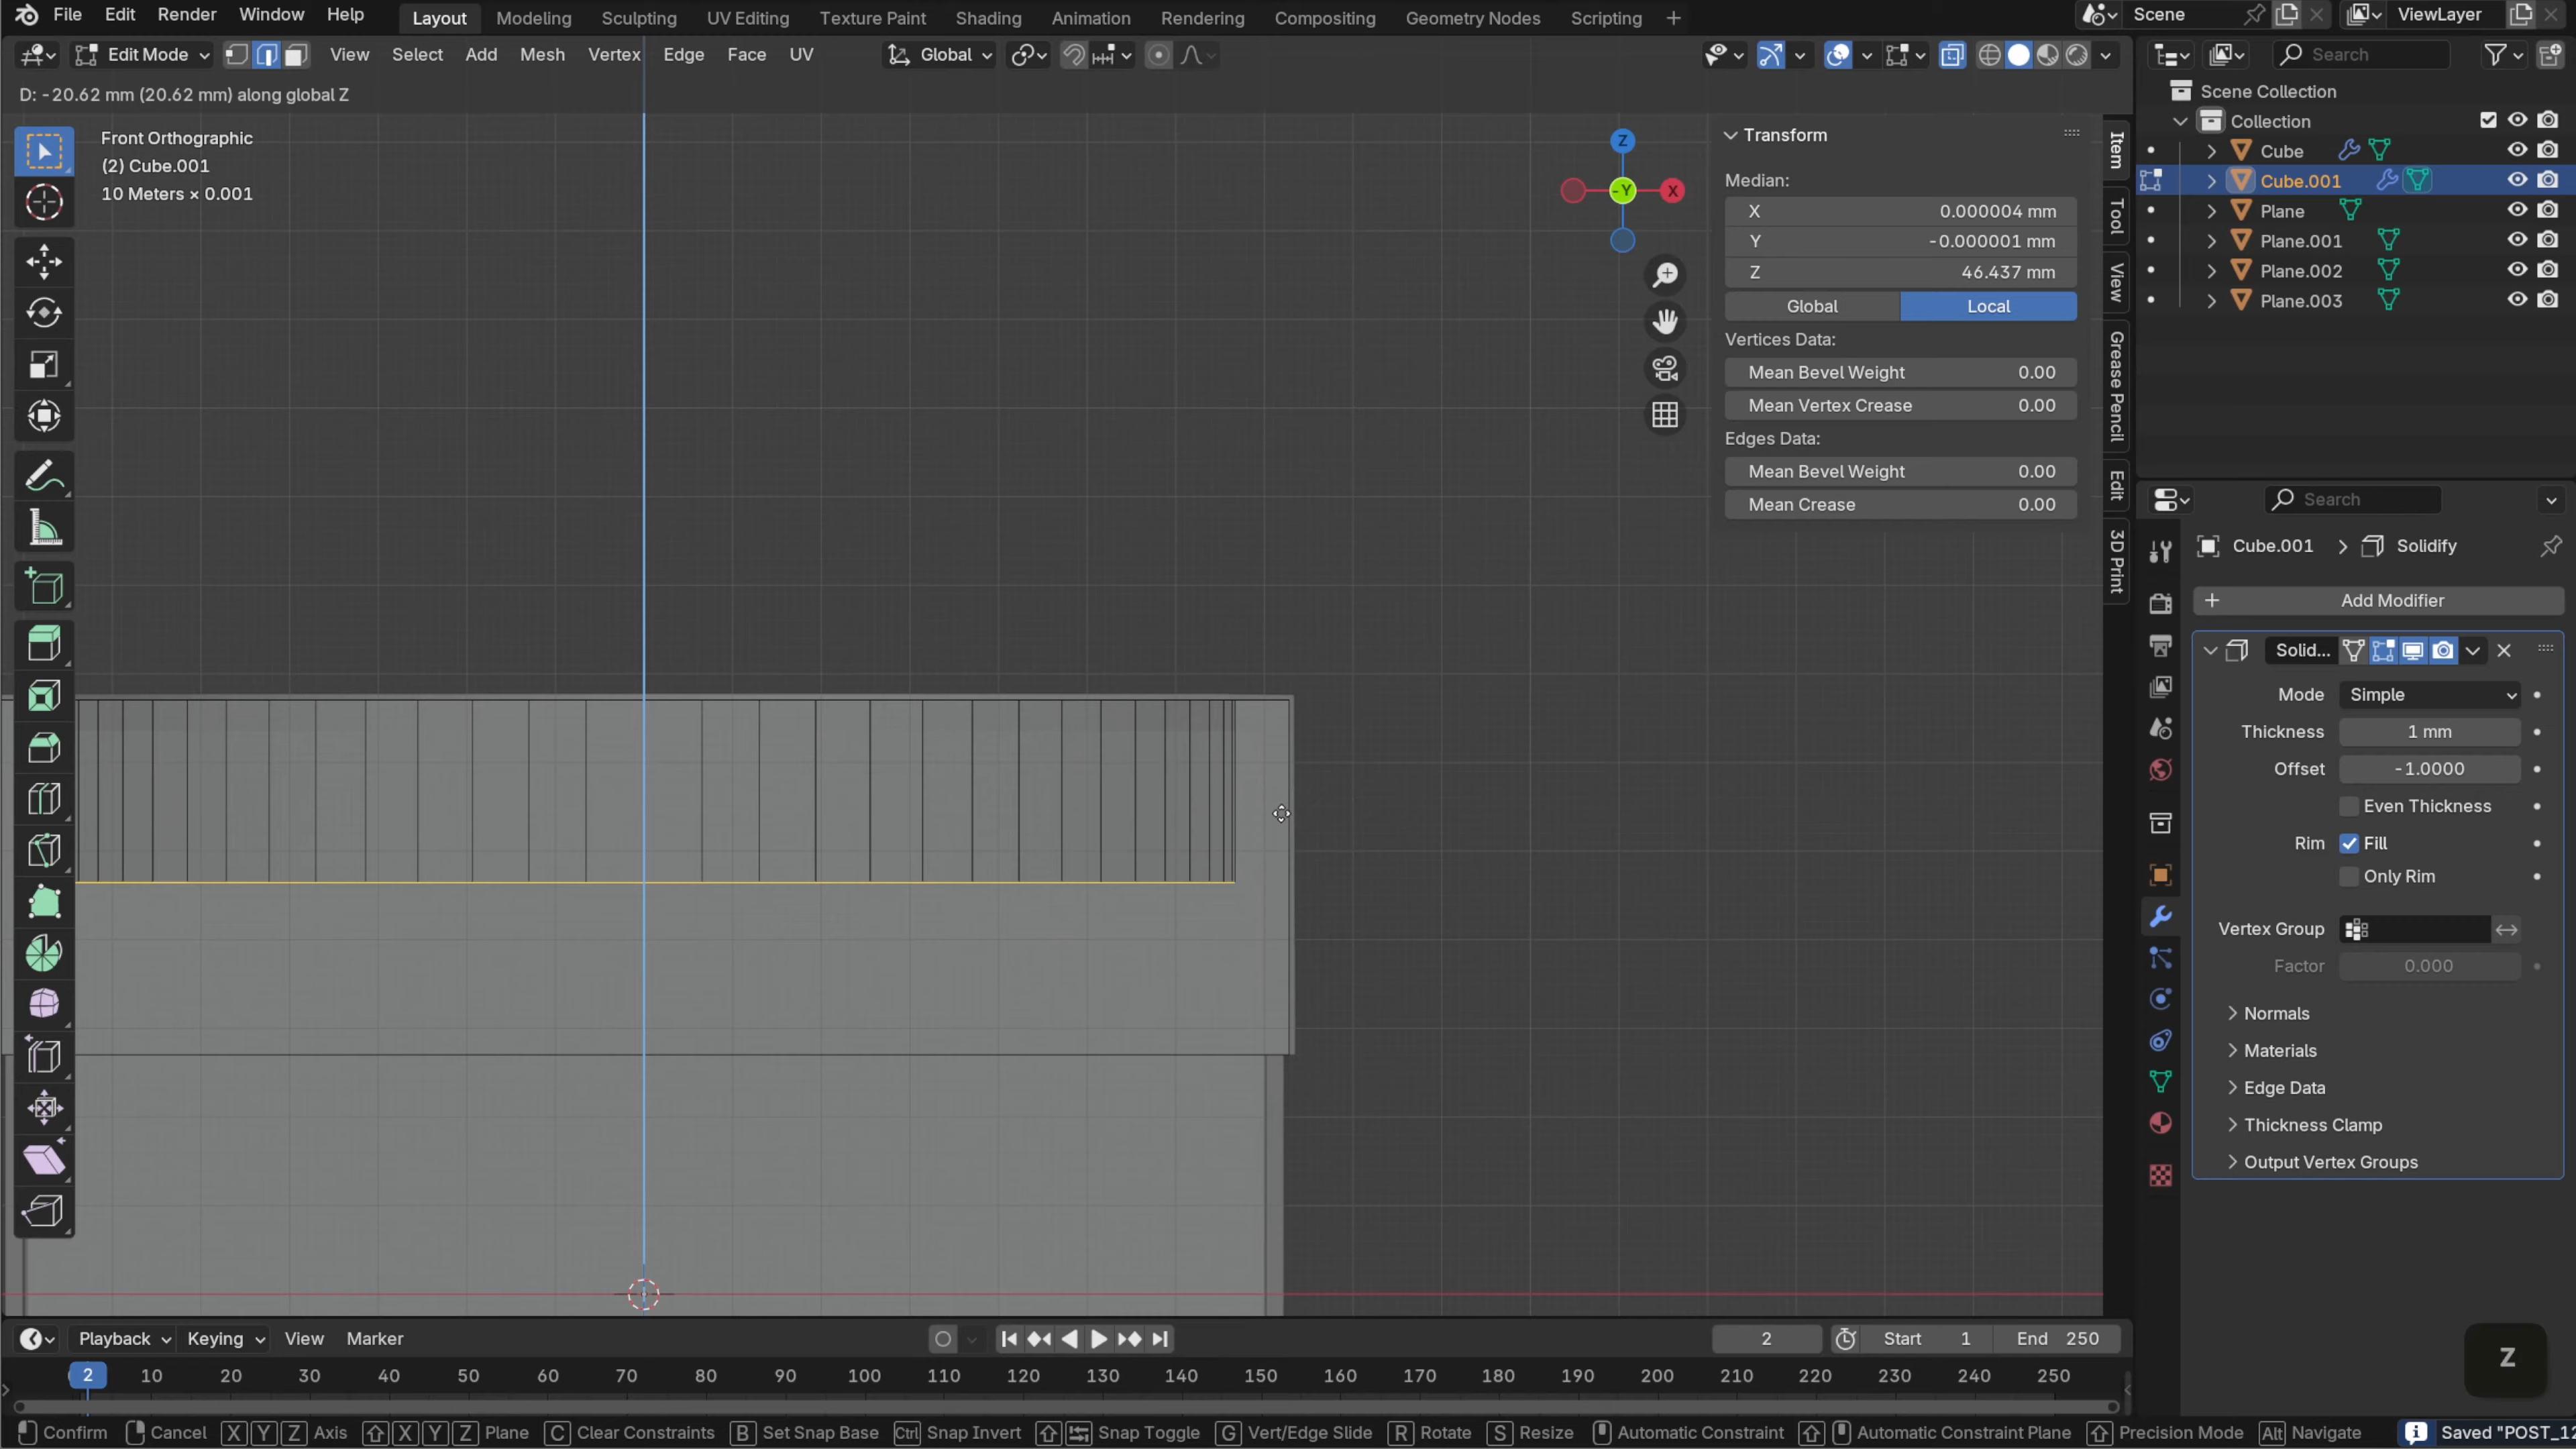 File Edit Render Window Help Layout Modeling Sculpting UV Editing Texture Paint Shading Animation Rendering Compositing Geometry Nodes Scripting + Scene ViewLayer
Edit Mode View Select Add Mesh Vertex Edge Face UV Global Search
D: -20.62 mm (20.62 mm) along global Z
Front Orthographic
(2) Cube.001
10 Meters × 0.001
Z
-Y
X
Transform
Median:
X 0.000004 mm
Y -0.000001 mm
Z 46.437 mm
Global Local
Vertices Data:
Mean Bevel Weight 0.00
Mean Vertex Crease 0.00
Edges Data:
Mean Bevel Weight 0.00
Mean Crease 0.00
Item
Tool
View
Grease Pencil
Edit
3D Print
Scene Collection
Collection
Cube
Cube.001
Plane
Plane.001
Plane.002
Plane.003
Search
Cube.001 > Solidify
+ Add Modifier
Solid...
Mode Simple
Thickness 1 mm
Offset -1.0000
Even Thickness
Rim Fill
Only Rim
Vertex Group
Factor 0.000
Normals
Materials
Edge Data
Thickness Clamp
Output Vertex Groups
Playback Keying View Marker 2 Start 1 End 250
2 10 20 30 40 50 60 70 80 90 100 110 120 130 140 150 160 170 180 190 200 210 220 230 240 250
Z
Confirm Cancel X Y Z Axis X Y Z Plane C Clear Constraints B Set Snap Base Ctrl Snap Invert Snap Toggle G Vert/Edge Slide R Rotate S Resize Automatic Constraint Automatic Constraint Plane Precision Mode Alt Navigate Saved "POST_12